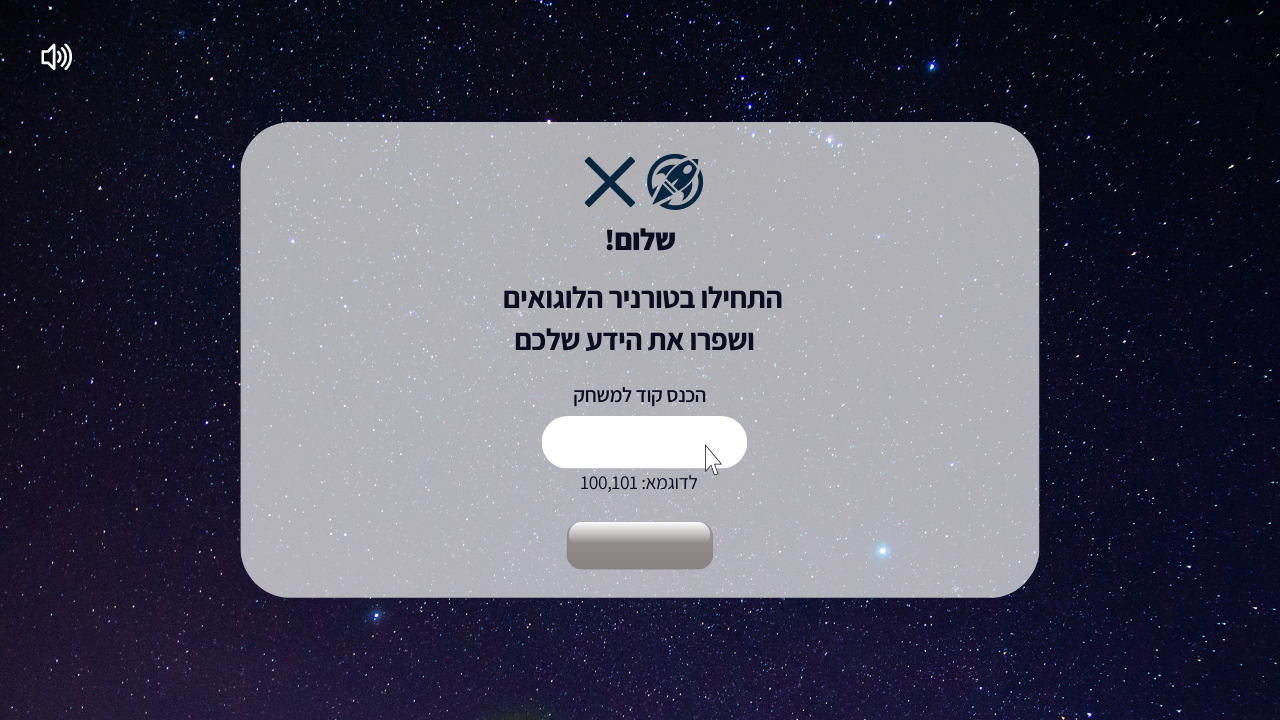 שלום!
התחילו בטורניר הלוגואים
ושפרו את הידע שלכם
הכנס קוד למשחק
לדוגמא: 100,101